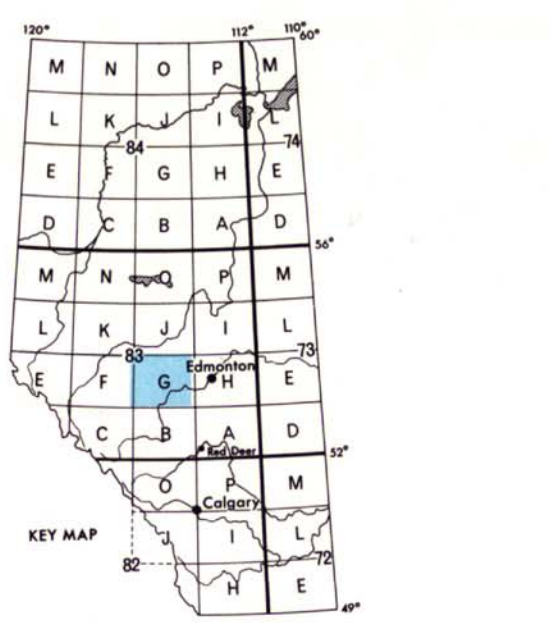 120° 112° 110°
60°
M N O P M
L K J I L
84 74
E F G H E
D C B A D
56°
M N O P M
L K J I L
83 73
Edmonton
E F G H E
C B A D
Red Deer
52°
O P M
Calgary
KEY MAP J I L
82 72
H E
49°